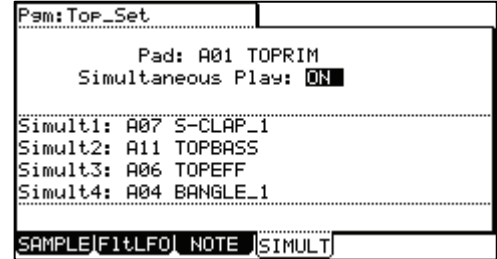 Pgm:Top_Set
Pad: A01 TOPRIM
Simultaneous Play: ON
Simult1: A07 S-CLAP_1
Simult2: A11 TOPBASS
Simult3: A06 TOPEFF
Simult4: A04 BANGLE_1
SAMPLE FltLFO NOTE SIMULT